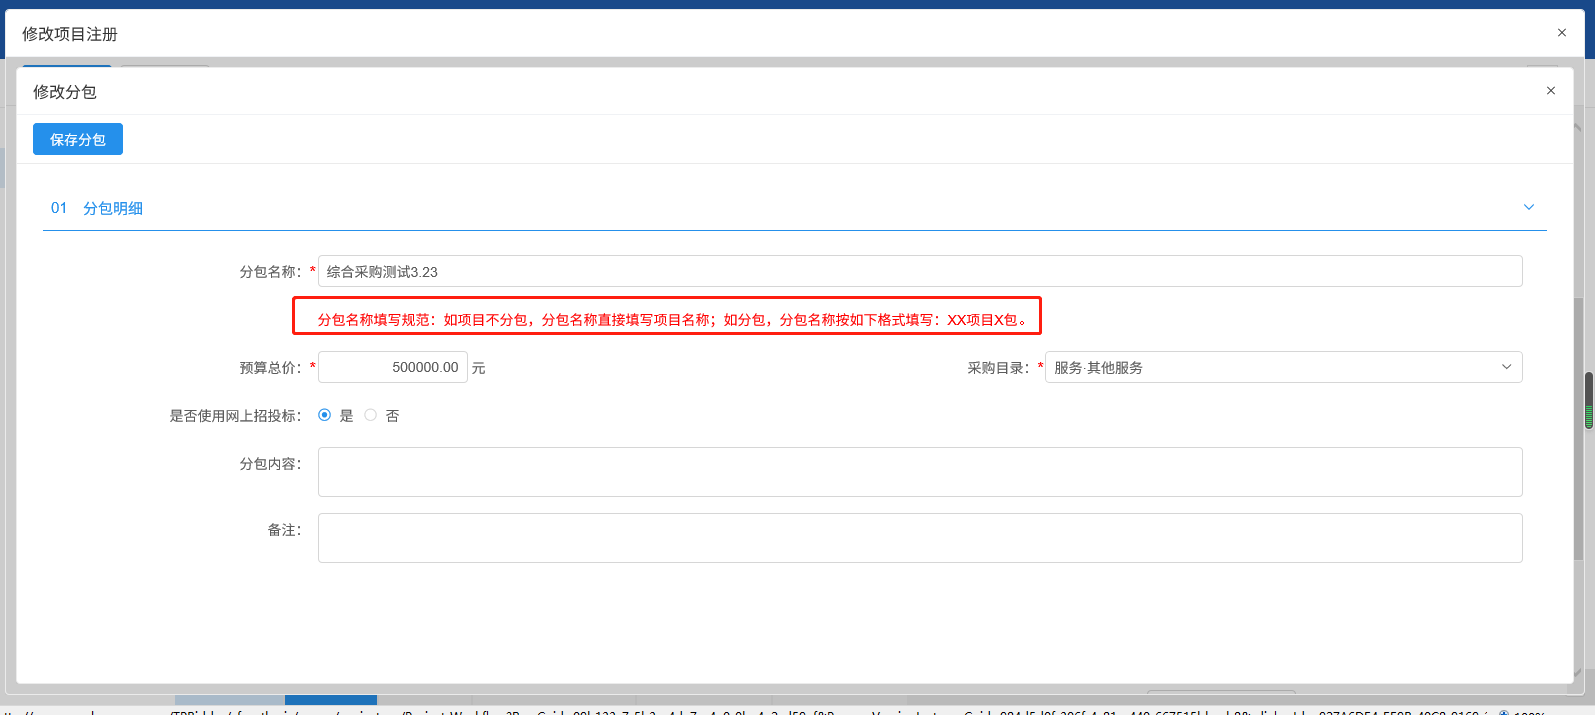 修改项目注册
×
修改分包
×
保存分包
01 分包明细
分包名称：*综合采购测试3.23
分包名称填写规范：如项目不分包，分包名称直接填写项目名称；如分包，分包名称按如下格式填写：XX项目X包。
预算总价：*500000.00 元 采购目录：*服务·其他服务
是否使用网上招投标： 是 否
分包内容：
备注：